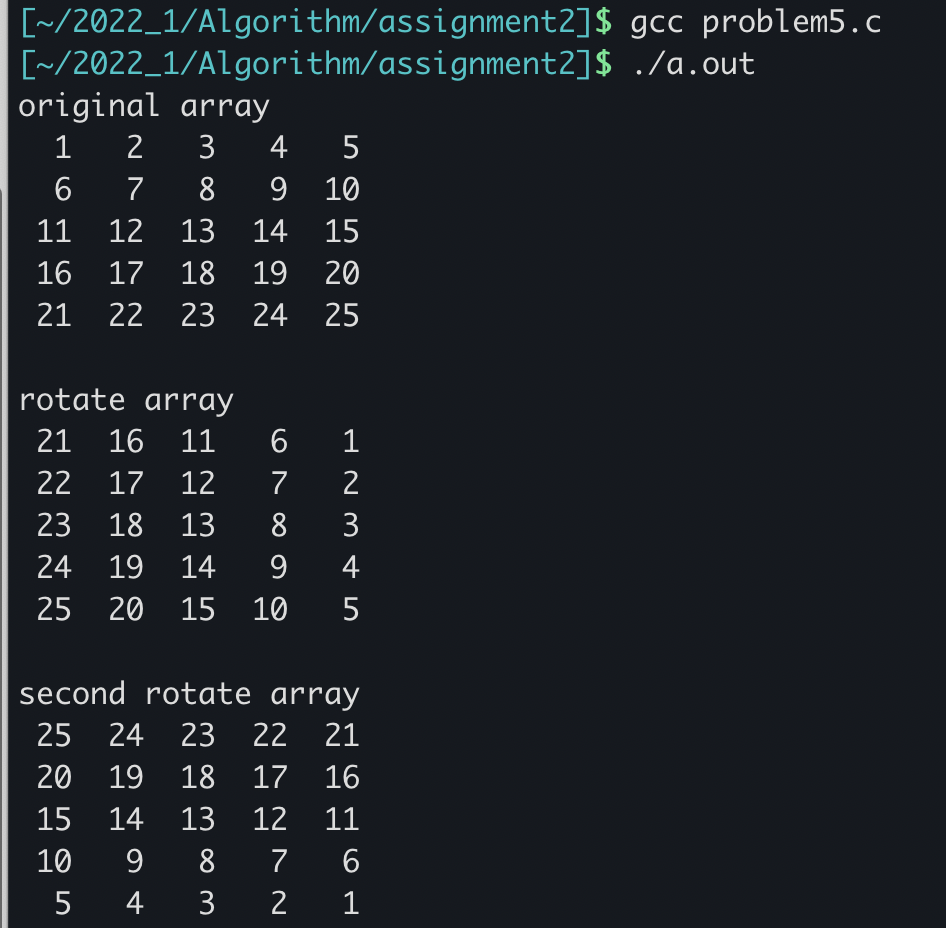 [~/2022_1/Algorithm/assignment2]$ gcc problem5.c
[~/2022_1/Algorithm/assignment2]$ ./a.out
original array
  1   2   3   4   5
  6   7   8   9  10
 11  12  13  14  15
 16  17  18  19  20
 21  22  23  24  25

rotate array
 21  16  11   6   1
 22  17  12   7   2
 23  18  13   8   3
 24  19  14   9   4
 25  20  15  10   5

second rotate array
 25  24  23  22  21
 20  19  18  17  16
 15  14  13  12  11
 10   9   8   7   6
  5   4   3   2   1